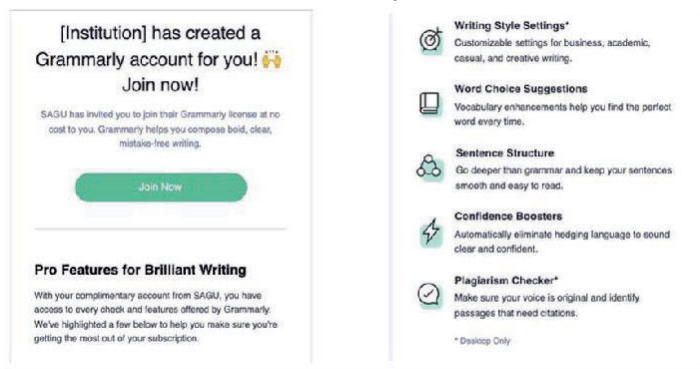 [Institution] has created a
Grammarly account for you! 🙌
Join now!
SAGU has invited you to join their Grammarly license at no
cost to you. Grammarly helps you compose bold, clear,
mistake-free writing.
Join Now
Pro Features for Brilliant Writing
With your complimentary account from SAGU, you have
access to every check and features offered by Grammarly.
We've highlighted a few below to help you make sure you're
getting the most out of your subscription.
Writing Style Settings*
Customizable settings for business, academic,
casual, and creative writing.
Word Choice Suggestions
Vocabulary enhancements help you find the perfect
word every time.
Sentence Structure
Go deeper than grammar and keep your sentences
smooth and easy to read.
Confidence Boosters
Automatically eliminate hedging language to sound
clear and confident.
Plagiarism Checker*
Make sure your voice is original and identify
passages that need citations.
* Desktop Only